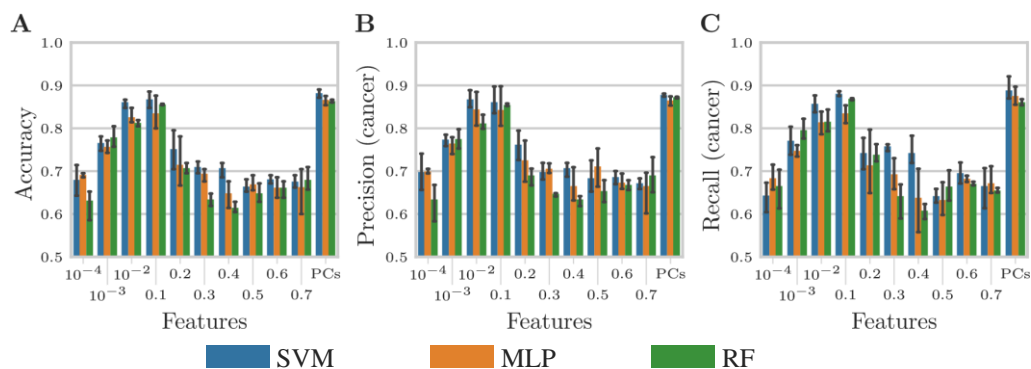 A
B
C
Accuracy
1.0
0.9
0.8
0.7
0.6
0.5
10⁻⁴ 10⁻² 0.2 0.4 0.6 PCs
10⁻³ 0.1 0.3 0.5 0.7
Features
Precision (cancer)
1.0
0.9
0.8
0.7
0.6
0.5
10⁻⁴ 10⁻² 0.2 0.4 0.6 PCs
10⁻³ 0.1 0.3 0.5 0.7
Features
Recall (cancer)
1.0
0.9
0.8
0.7
0.6
0.5
10⁻⁴ 10⁻² 0.2 0.4 0.6 PCs
10⁻³ 0.1 0.3 0.5 0.7
Features
SVM MLP RF